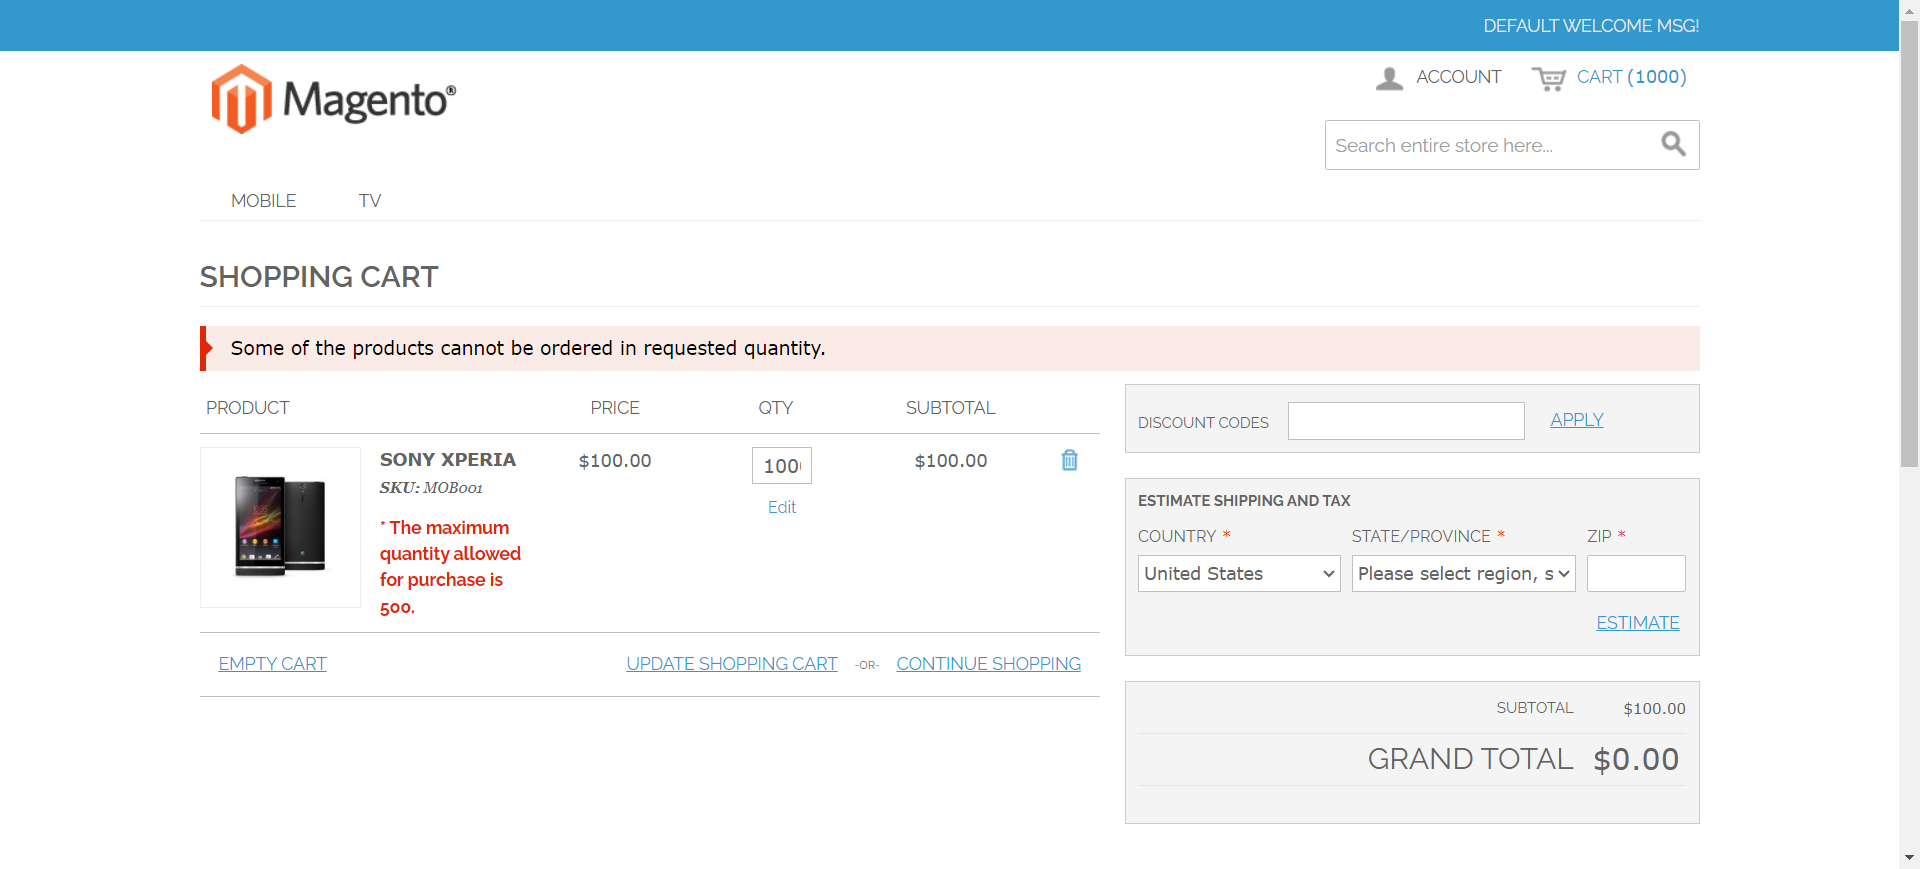 DEFAULT WELCOME MSG!
Magento®
ACCOUNT
CART (1000)
Search entire store here...
MOBILE
TV
SHOPPING CART
Some of the products cannot be ordered in requested quantity.
PRODUCT
PRICE
QTY
SUBTOTAL
SONY XPERIA
SKU: MOB001
* The maximum
quantity allowed
for purchase is
500.
$100.00
100
Edit
$100.00
EMPTY CART
UPDATE SHOPPING CART
-OR-
CONTINUE SHOPPING
DISCOUNT CODES
APPLY
ESTIMATE SHIPPING AND TAX
COUNTRY *
STATE/PROVINCE *
ZIP *
United States
Please select region, s
ESTIMATE
SUBTOTAL
$100.00
GRAND TOTAL
$0.00